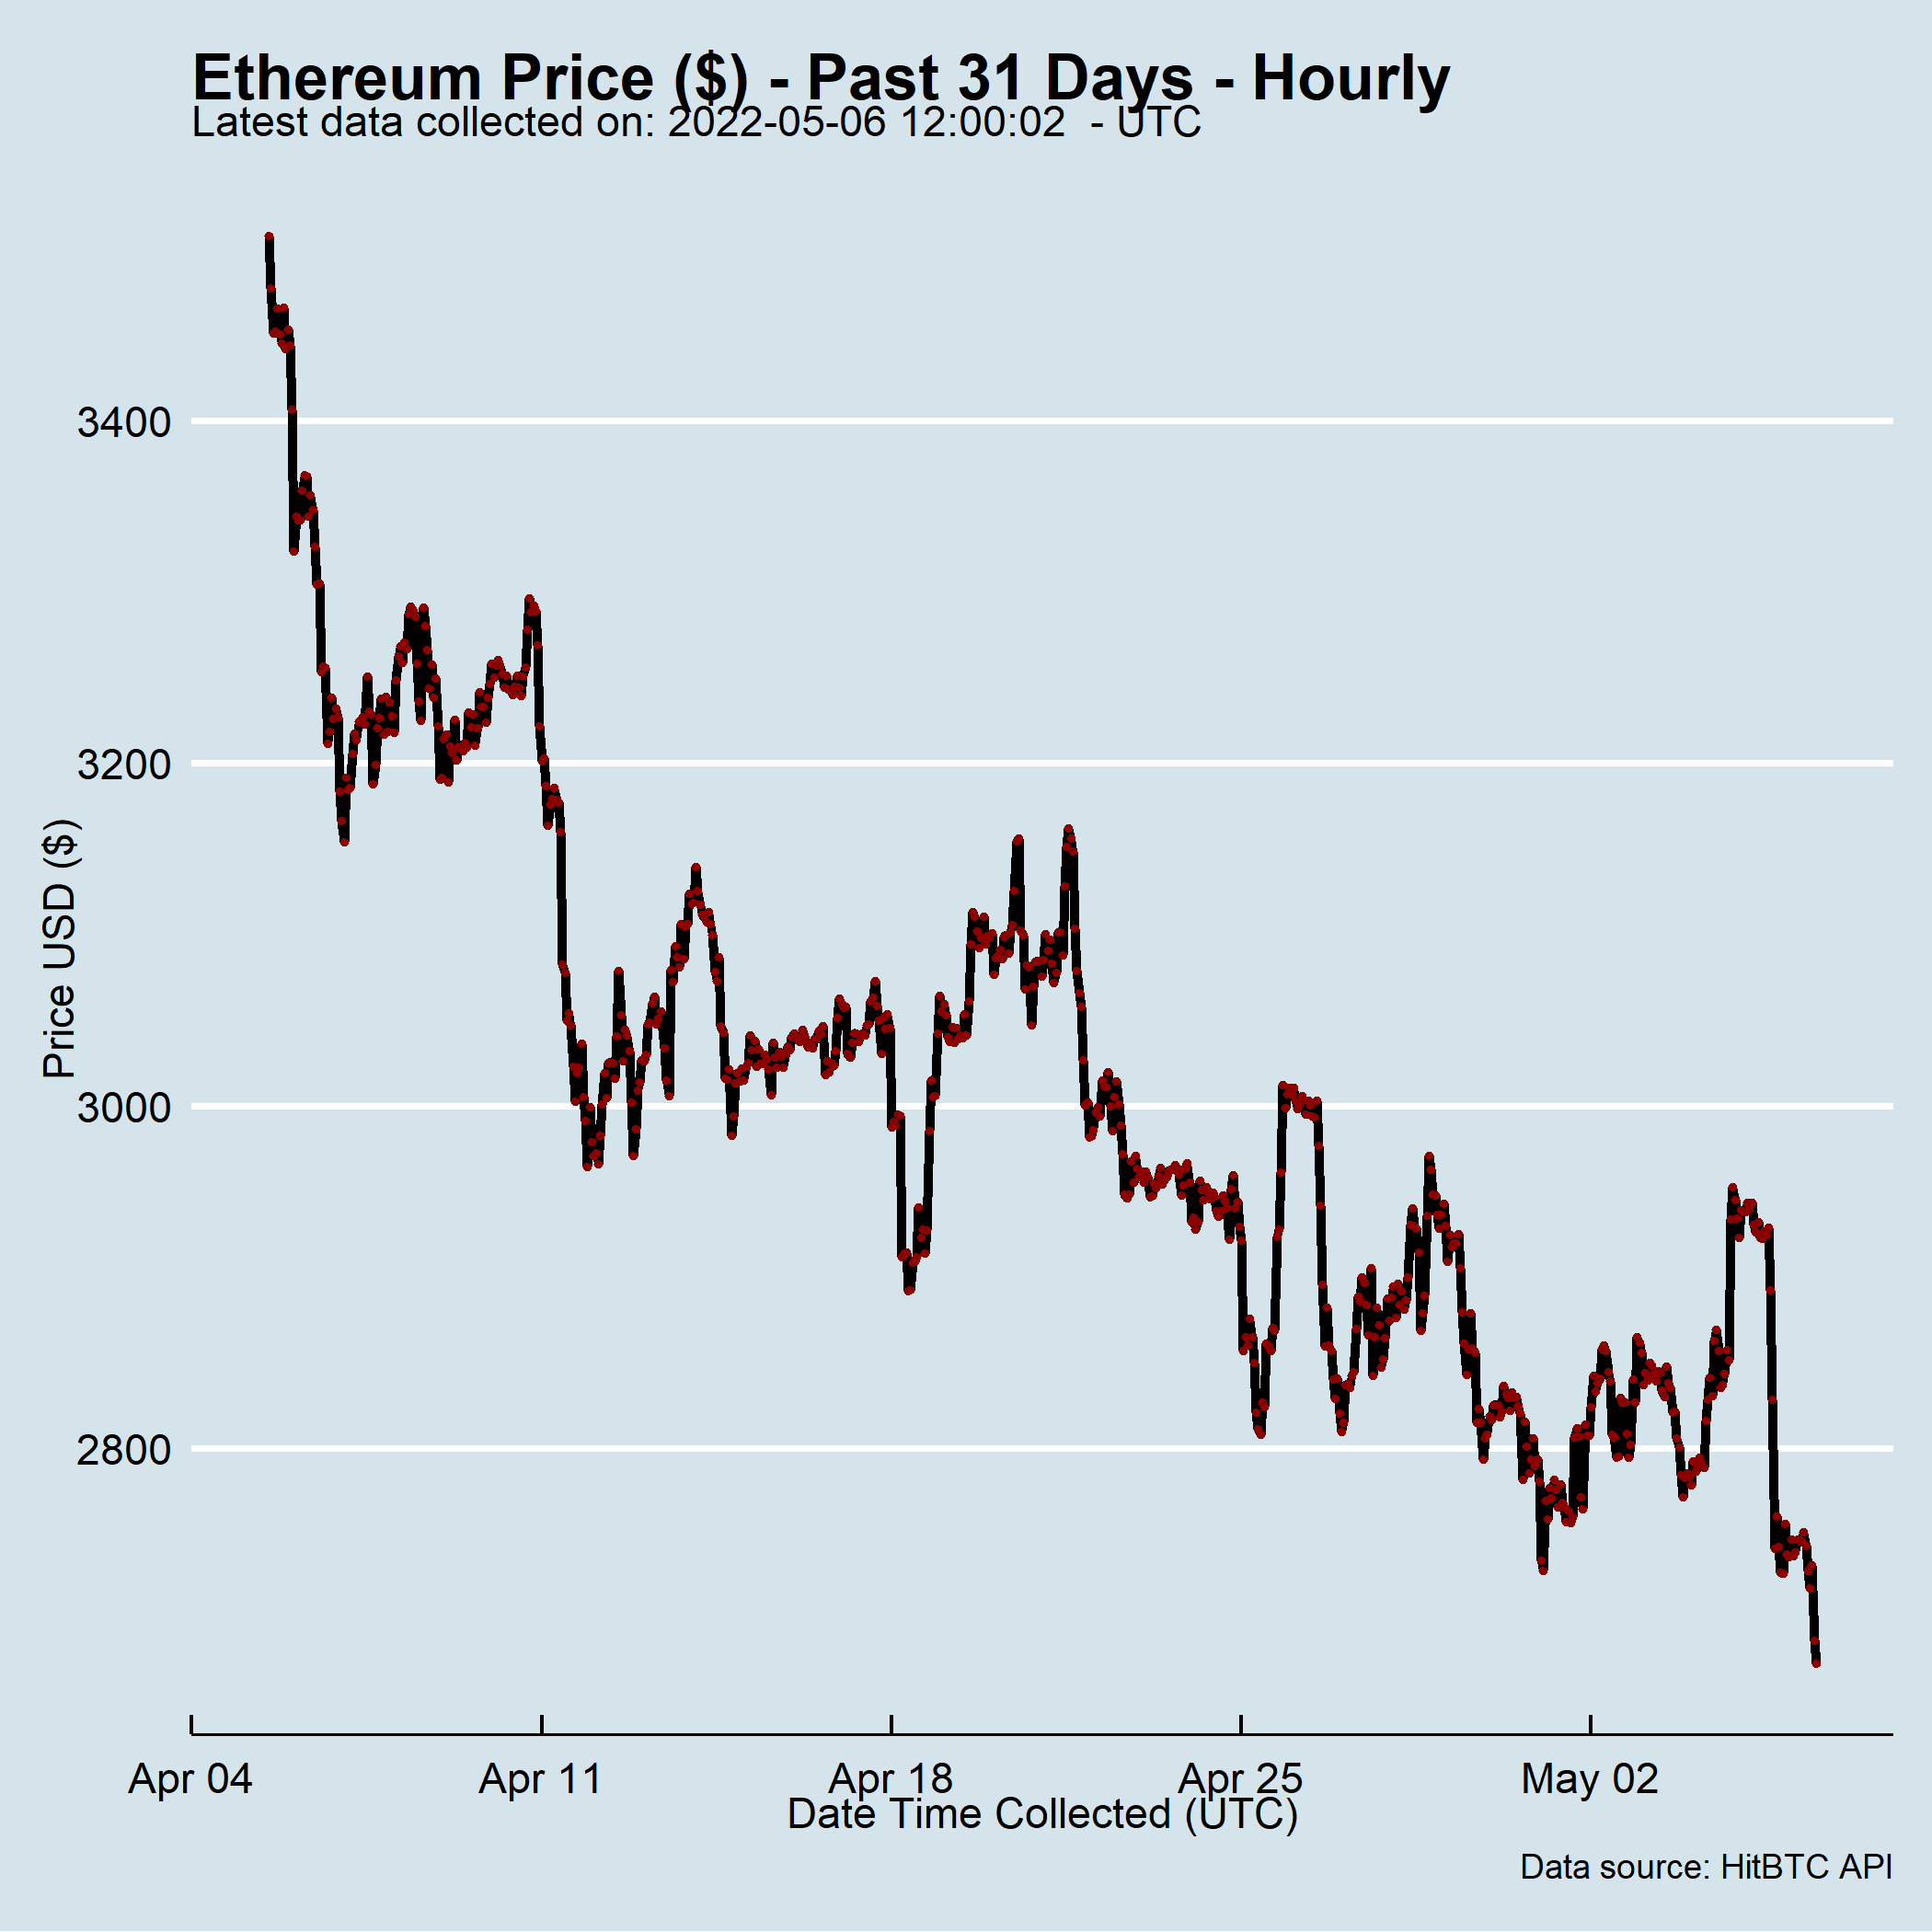 Ethereum Price ($) - Past 31 Days - Hourly
Latest data collected on: 2022-05-06 12:00:02  - UTC
3400
3200
3000
2800
Price USD ($)
Apr 04
Apr 11
Apr 18
Apr 25
May 02
Date Time Collected (UTC)
Data source: HitBTC API